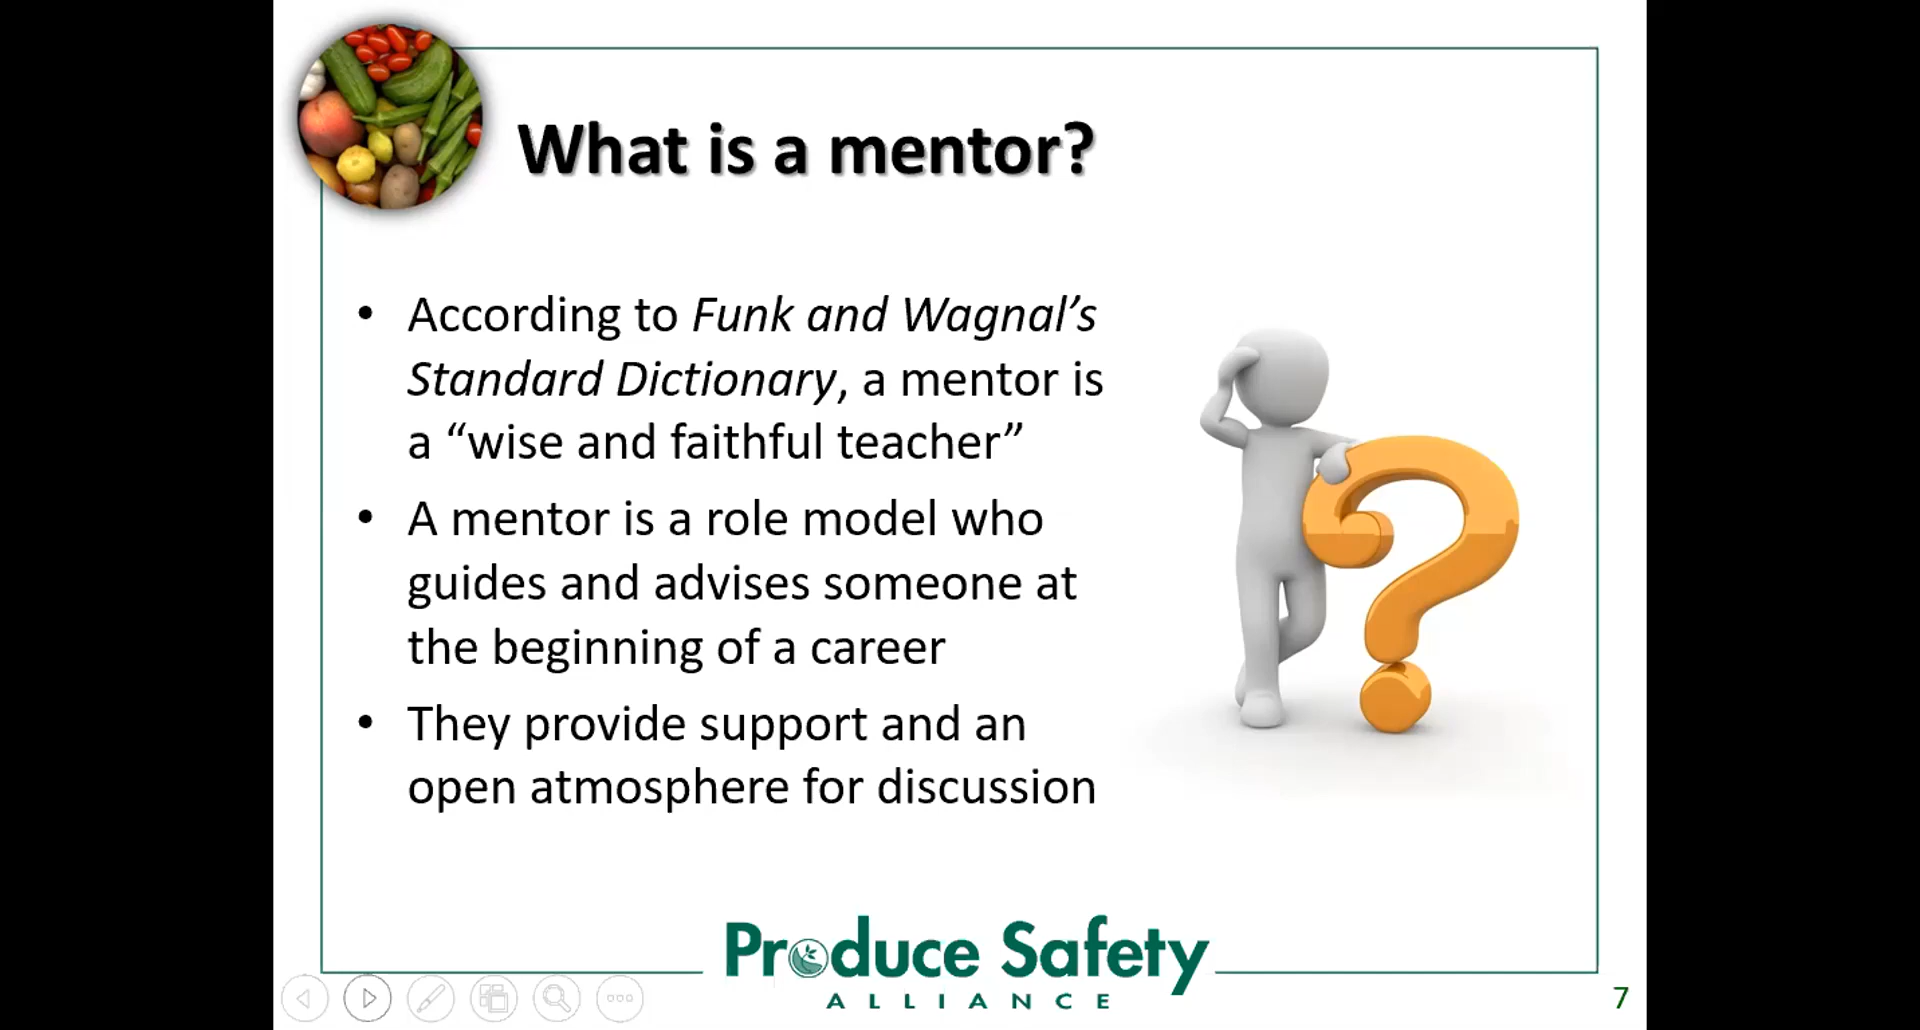 What is a mentor?
• According to Funk and Wagnal’s
Standard Dictionary, a mentor is
a “wise and faithful teacher”
• A mentor is a role model who
guides and advises someone at
the beginning of a career
• They provide support and an
open atmosphere for discussion
Produce Safety
ALLIANCE
7